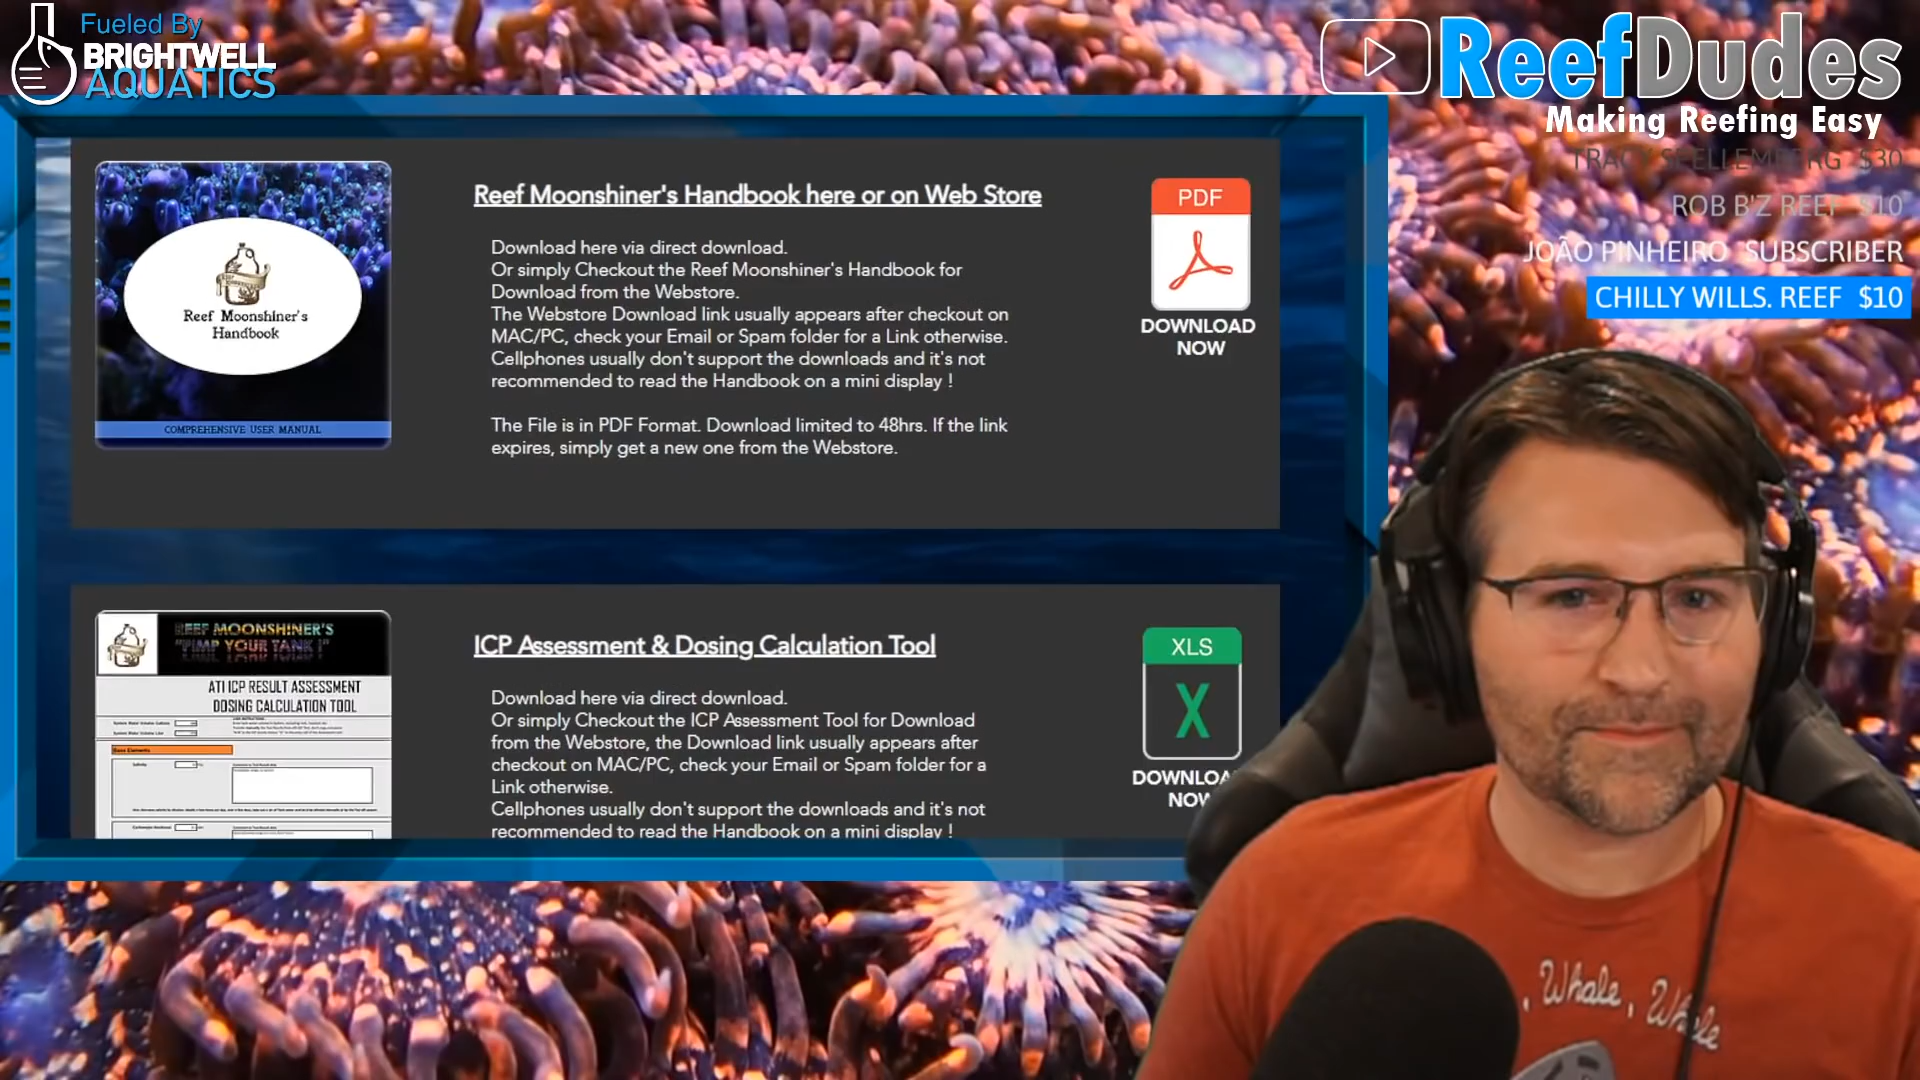 Fueled By
BRIGHTWELL
AQUATICS
ReefDudes
Making Reefing Easy
$30
ROB B'Z REEF $10
JOÃO PINHEIRO SUBSCRIBER
CHILLY WILLS. REEF $10
Reef Moonshiner's
Handbook
COMPREHENSIVE USER MANUAL
Reef Moonshiner's Handbook here or on Web Store
Download here via direct download.
Or simply Checkout the Reef Moonshiner's Handbook for
Download from the Webstore.
The Webstore Download link usually appears after checkout on
MAC/PC, check your Email or Spam folder for a Link otherwise.
Cellphones usually don't support the downloads and it's not
recommended to read the Handbook on a mini display !
The File is in PDF Format. Download limited to 48hrs. If the link
expires, simply get a new one from the Webstore.
PDF
DOWNLOAD
NOW
REEF MOONSHINER'S
"PIMP YOUR TANK !"
ATI ICP RESULT ASSESSMENT
DOSING CALCULATION TOOL
Base Elements
ICP Assessment & Dosing Calculation Tool
Download here via direct download.
Or simply Checkout the ICP Assessment Tool for Download
from the Webstore, the Download link usually appears after
checkout on MAC/PC, check your Email or Spam folder for a
Link otherwise.
Cellphones usually don't support the downloads and it's not
recommended to read the Handbook on a mini display !
XLS
X
DOWNLOA
NOW
Whale, Whale